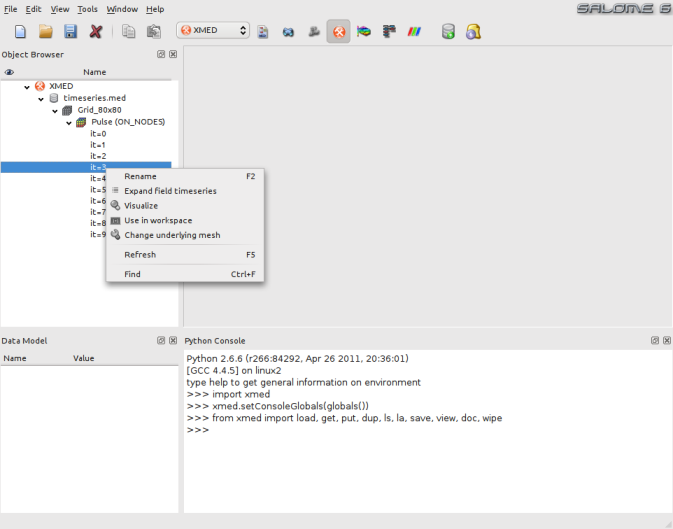 File Edit View Tools Window Help
SALOME 6
XMED
Object Browser
Name
XMED
timeseries.med
Grid_80x80
Pulse (ON_NODES)
it=0
it=1
it=2
it=3
it=4
it=5
it=6
it=7
it=8
it=9
Rename F2
Expand field timeseries
Visualize
Use in workspace
Change underlying mesh
Refresh F5
Find Ctrl+F
Data Model
Name Value
Python Console
Python 2.6.6 (r266:84292, Apr 26 2011, 20:36:01)
[GCC 4.4.5] on linux2
type help to get general information on environment
>>> import xmed
>>> xmed.setConsoleGlobals(globals())
>>> from xmed import load, get, put, dup, ls, la, save, view, doc, wipe
>>>